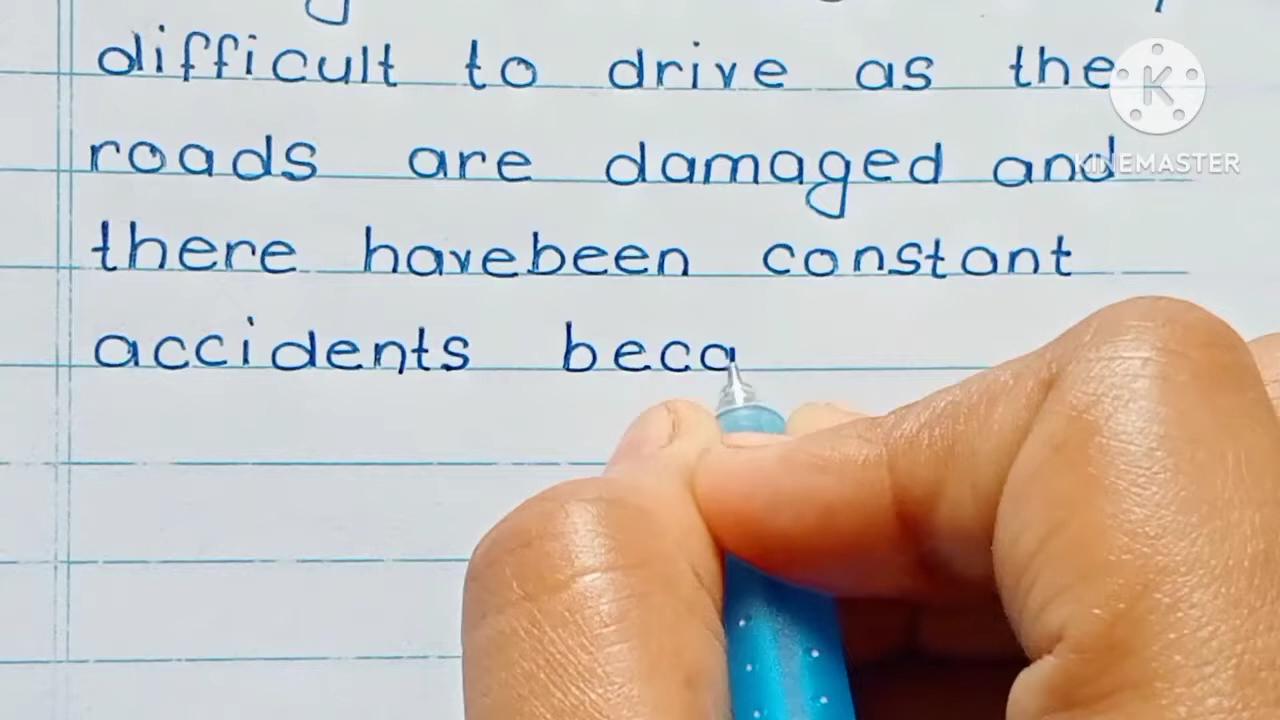 difficult to drive as the
roads are damaged and
there havebeen constant
accidents beca
K
KINEMASTER